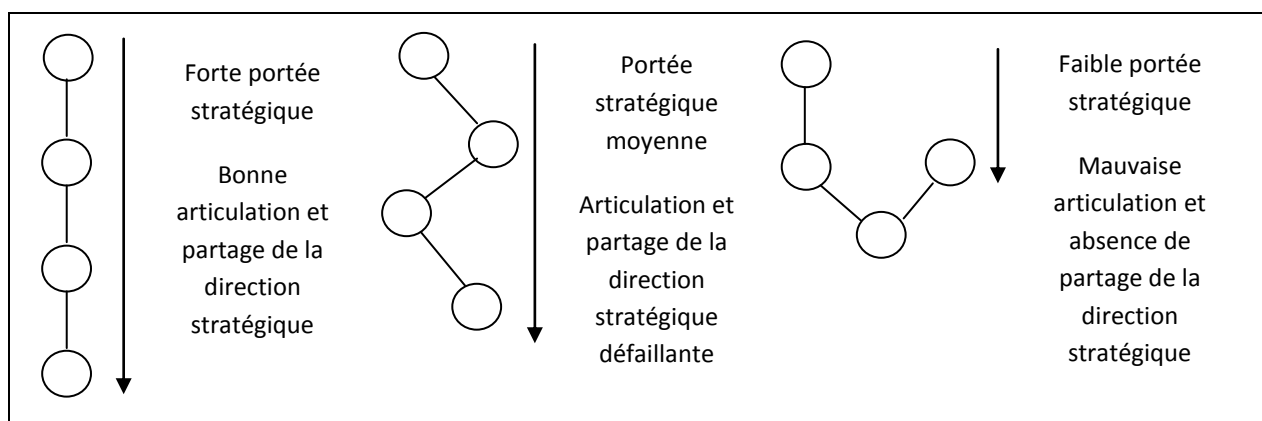 Forte portée
stratégique
Bonne
articulation et
partage de la
direction
stratégique
Portée
stratégique
moyenne
Articulation et
partage de la
direction
stratégique
défaillante
Faible portée
stratégique
Mauvaise
articulation et
absence de
partage de la
direction
stratégique